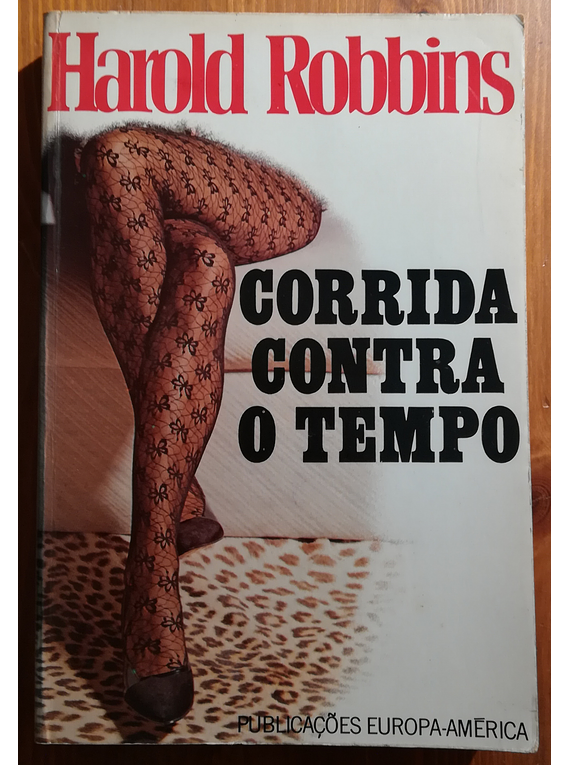 Harold Robbins
CORRIDA
CONTRA
O TEMPO
PUBLICAÇÕES EUROPA-AMÉRICA